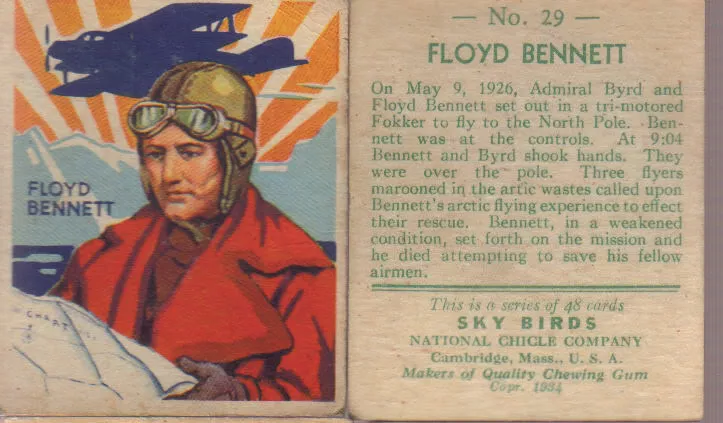 FLOYD
BENNETT
CHART
— No. 29 —
FLOYD BENNETT
On May 9, 1926, Admiral Byrd and
Floyd Bennett set out in a tri-motored
Fokker to fly to the North Pole. Ben-
nett was at the controls. At 9:04
Bennett and Byrd shook hands. They
were over the pole. Three flyers
marooned in the artic wastes called upon
Bennett's arctic flying experience to effect
their rescue. Bennett, in a weakened
condition, set forth on the mission and
he died attempting to save his fellow
airmen.
This is a series of 48 cards
SKY BIRDS
NATIONAL CHICLE COMPANY
Cambridge, Mass., U. S. A.
Makers of Quality Chewing Gum
Copr. 1934